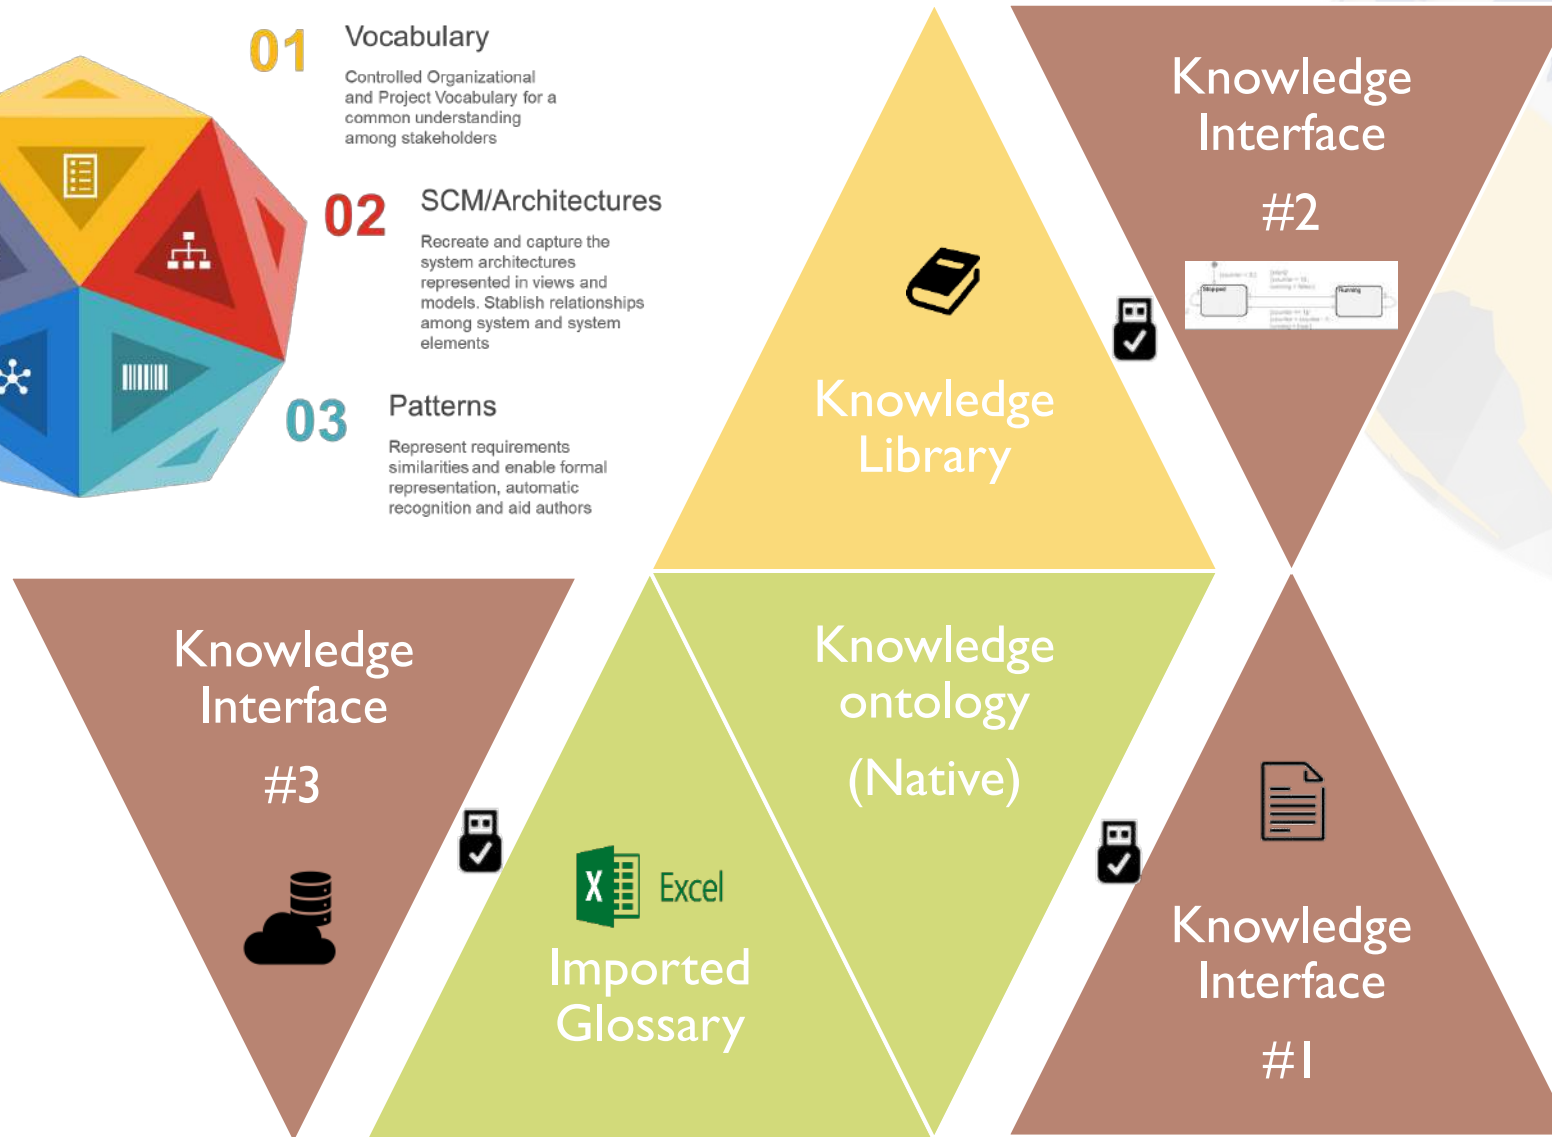 01
Vocabulary
Controlled Organizational
and Project Vocabulary for a
common understanding
among stakeholders
02
SCM/Architectures
Recreate and capture the
system architectures
represented in views and
models. Stablish relationships
among system and system
elements
03
Patterns
Represent requirements
similarities and enable formal
representation, automatic
recognition and aid authors
Knowledge
Library
Knowledge
Interface
#2
Stopped
Running
Knowledge
Interface
#3
X Excel
Imported
Glossary
Knowledge
ontology
(Native)
Knowledge
Interface
#1